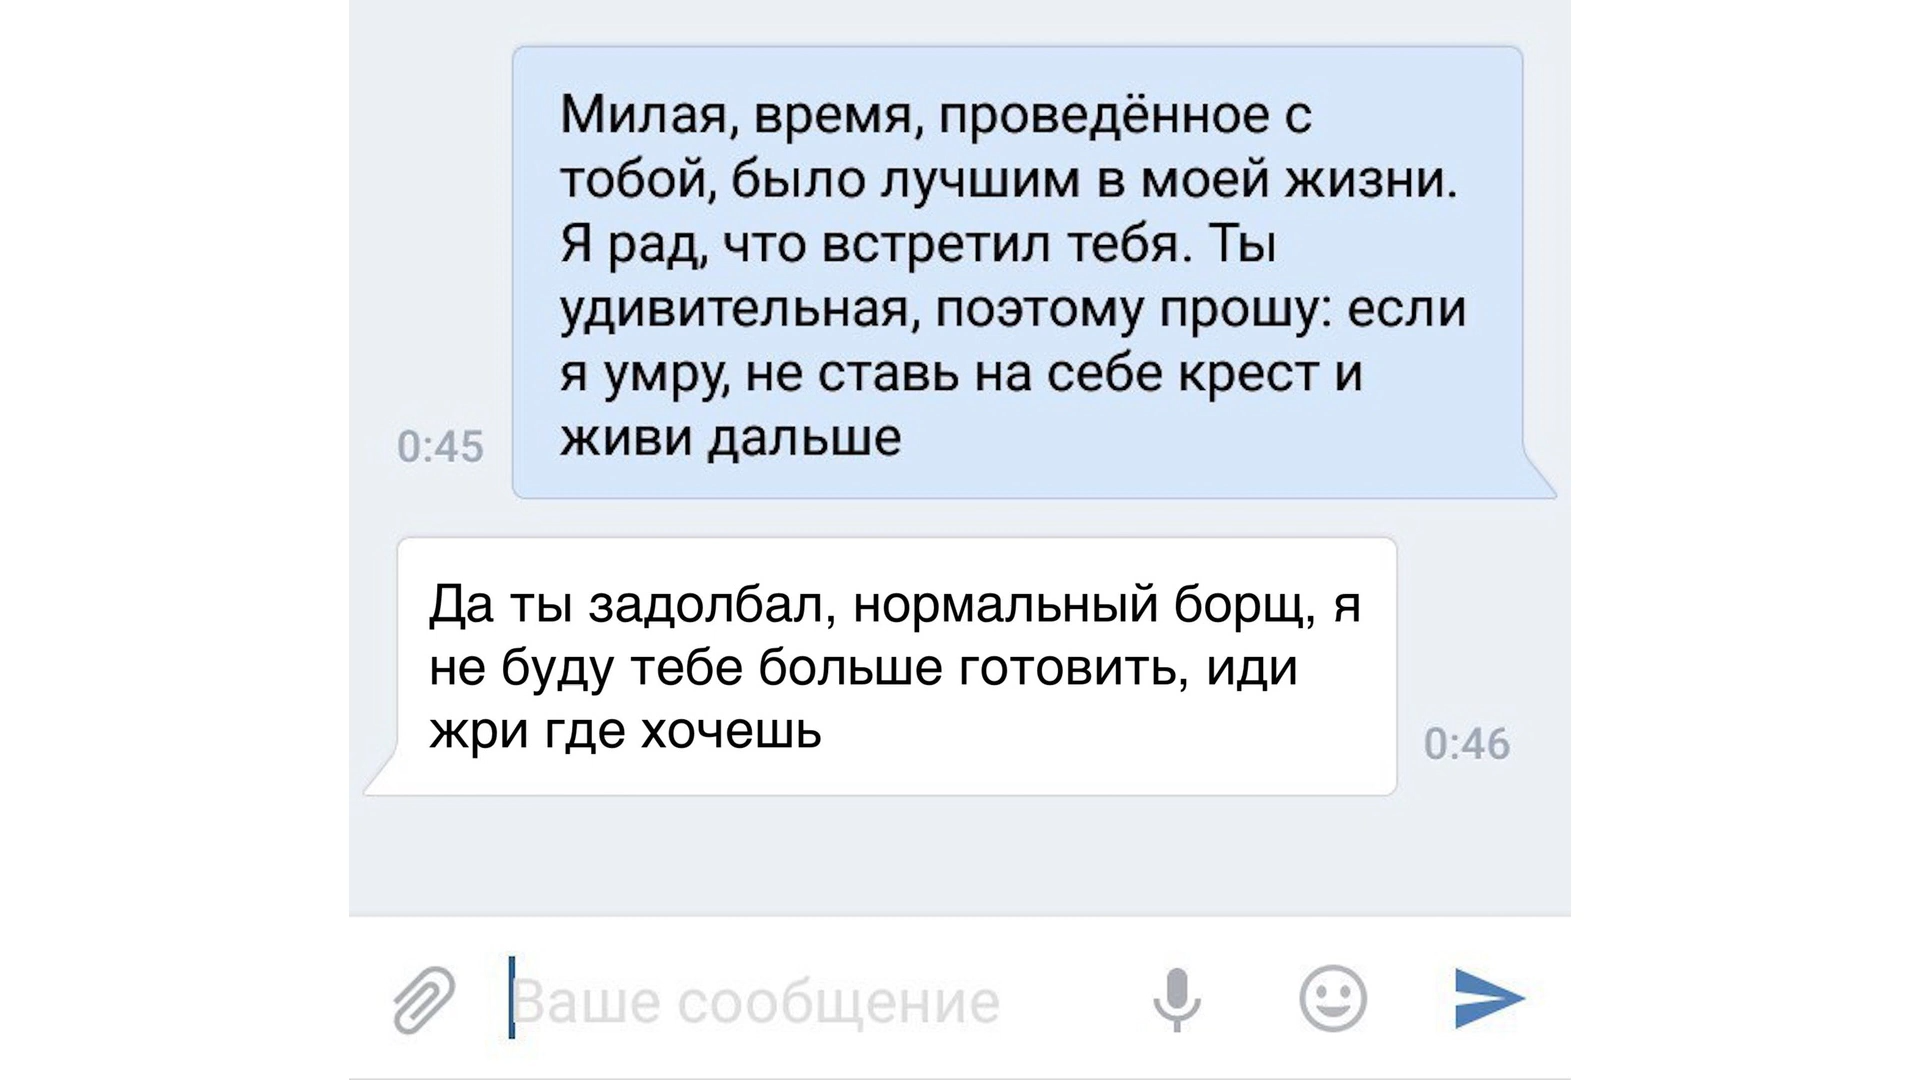 Милая, время, проведённое с
тобой, было лучшим в моей жизни.
Я рад, что встретил тебя. Ты
удивительная, поэтому прошу: если
я умру, не ставь на себе крест и
живи дальше
0:45
Да ты задолбал, нормальный борщ, я
не буду тебе больше готовить, иди
жри где хочешь
0:46
Ваше сообщение